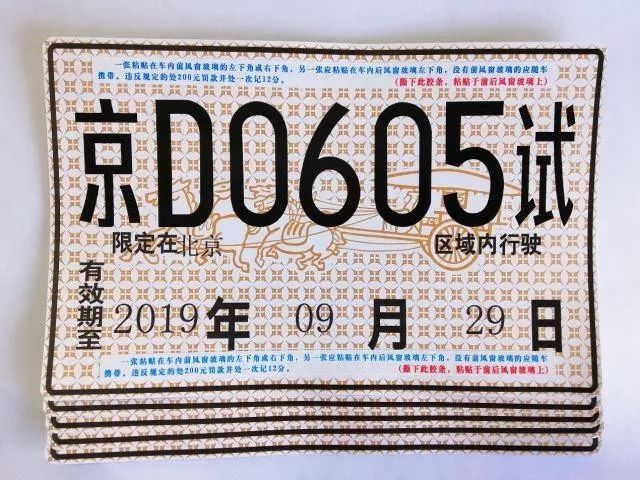 一张粘贴在车内前风窗玻璃的左下角或右下角，另一张应粘贴在车内后风窗玻璃左下角，没有前风窗玻璃的应随车
携带。违反规定的处200元罚款并处一次记12分。 (撕下此胶条，粘贴于前后风窗玻璃上)
京D0605试
限定在北京 区域内行驶
有效期至 2019年 09 月 29 日
一张粘贴在车内前风窗玻璃的左下角或右下角，另一张应粘贴在车内后风窗玻璃左下角，没有前风窗玻璃的应随车
携带。违反规定的处200元罚款并处一次记12分。 (撕下此胶条，粘贴于前后风窗玻璃上)